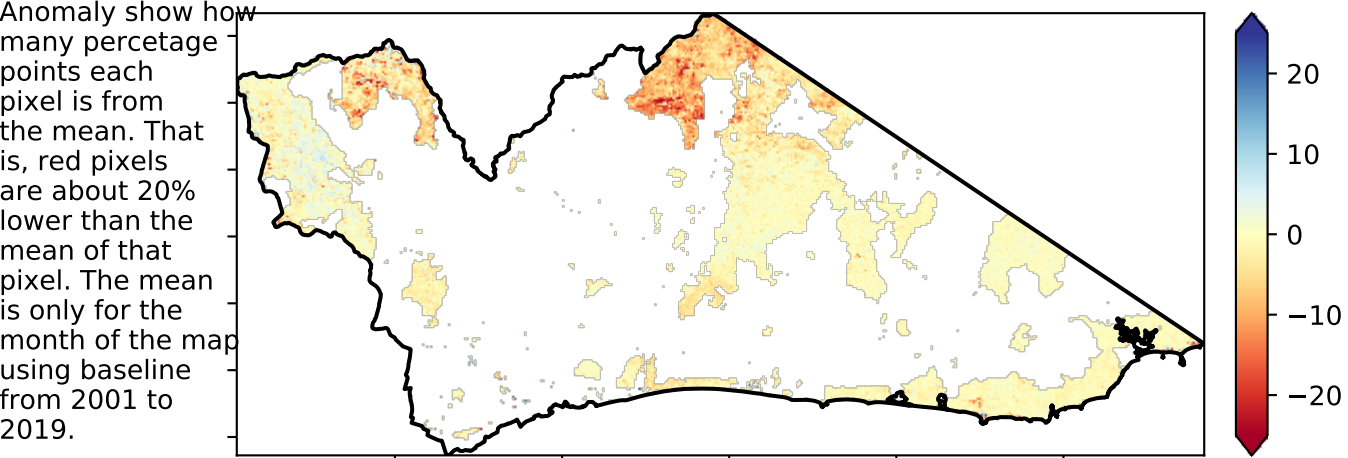 Anomaly show how
many percetage
points each
pixel is from
the mean. That
is, red pixels
are about 20%
lower than the
mean of that
pixel. The mean
is only for the
month of the map
using baseline
from 2001 to
2019.
20
10
0
−10
−20